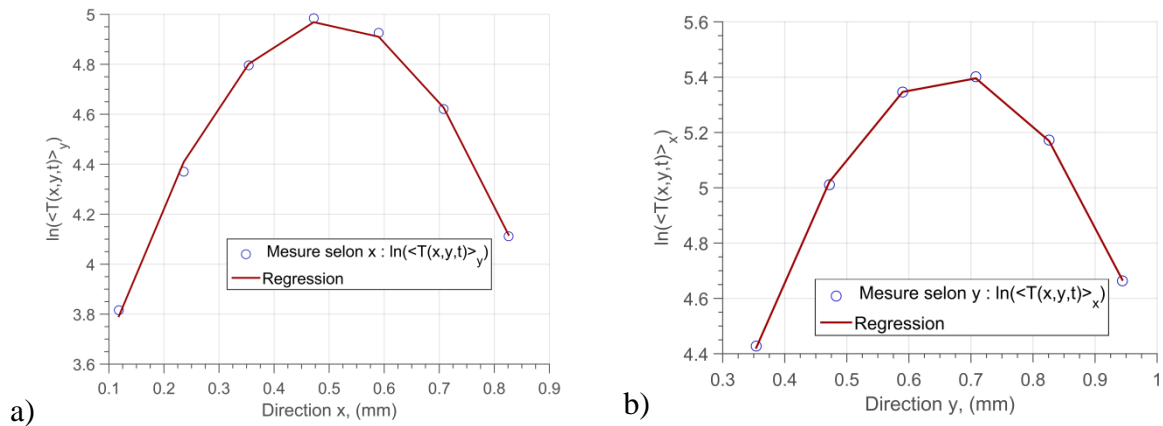 5
4.8
4.6
4.4
4.2
4
3.8
3.6
ln(<T(x,y,t)>y)
Mesure selon x : ln(<T(x,y,t)>y)
Regression
0.1 0.2 0.3 0.4 0.5 0.6 0.7 0.8 0.9
Direction x, (mm)
a)
5.6
5.4
5.2
5
4.8
4.6
4.4
ln(<T(x,y,t)>x)
Mesure selon y : ln(<T(x,y,t)>x)
Regression
0.3 0.4 0.5 0.6 0.7 0.8 0.9 1
Direction y, (mm)
b)